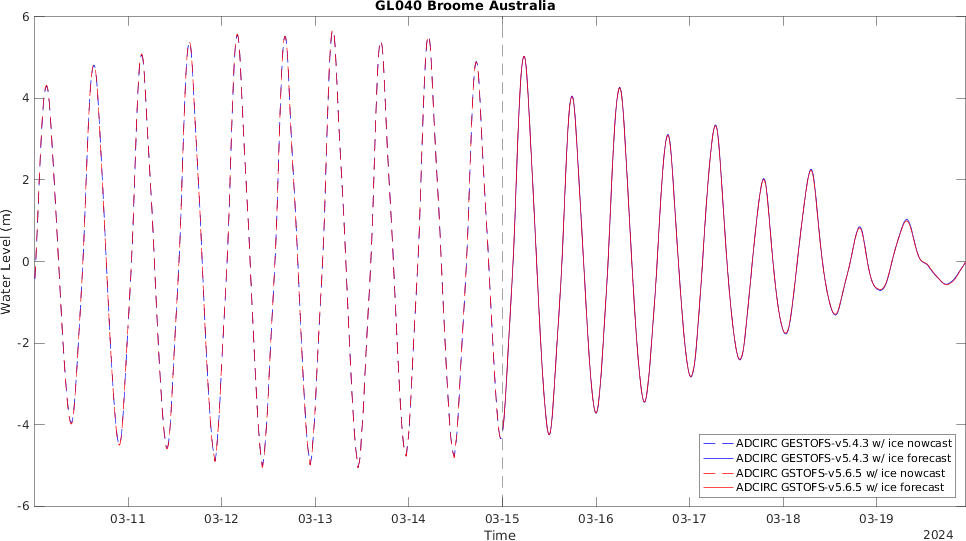 GL040 Broome Australia
6
4
2
0
-2
-4
-6
Water Level (m)
03-11
03-12
03-13
03-14
03-15
03-16
03-17
03-18
03-19
Time
2024
ADCIRC GESTOFS-v5.4.3 w/ ice nowcast
ADCIRC GESTOFS-v5.4.3 w/ ice forecast
ADCIRC GSTOFS-v5.6.5 w/ ice nowcast
ADCIRC GSTOFS-v5.6.5 w/ ice forecast